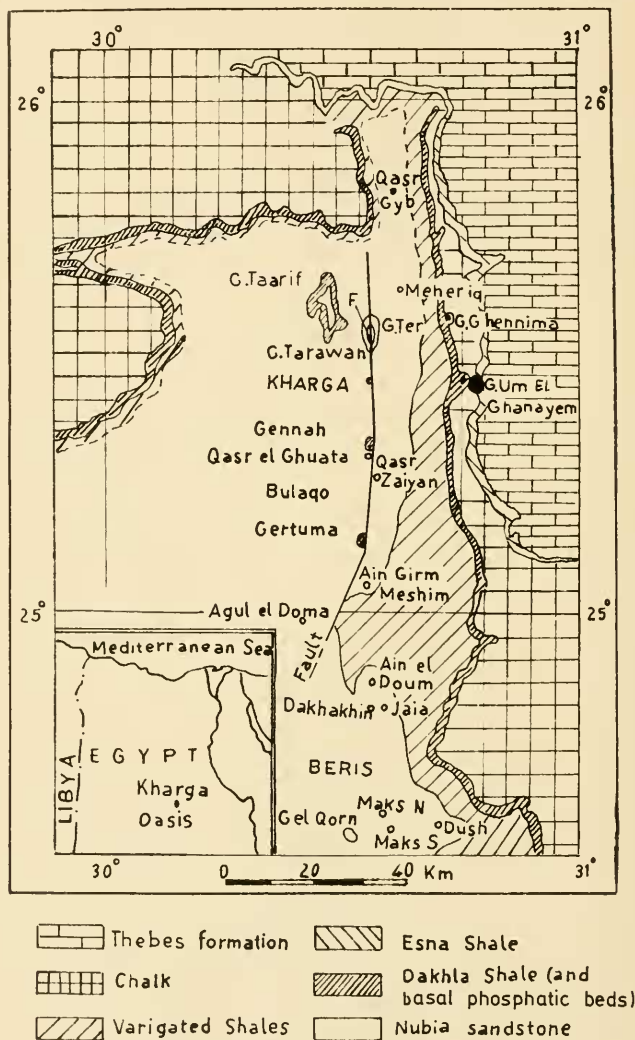 30° 31°
26° 26°
Qasr
Gyb
G.Taarif
Meheriq
F.
G.Ter
G.Ghennima
G.Tarawan
KHARGA
G.Um El
Ghanayem
Gennah
Qasr el Ghuata
Qasr
Zaiyan
Bulaqo
Gertuma
Ain Girm
Meshim
25° 25°
Agul el Doma
Fault
Mediterranean Sea
Ain el
Doum
Dakhakhin
Jaia
LIBYA
EGYPT
Kharga
Oasis
BERIS
Maks N
Gel Qorn
Dush
Maks S
30° 31°
0 20 40 Km
Thebes formation
Esna Shale
Chalk
Dakhla Shale (and
basal phosphatic beds)
Varigated Shales
Nubia sandstone